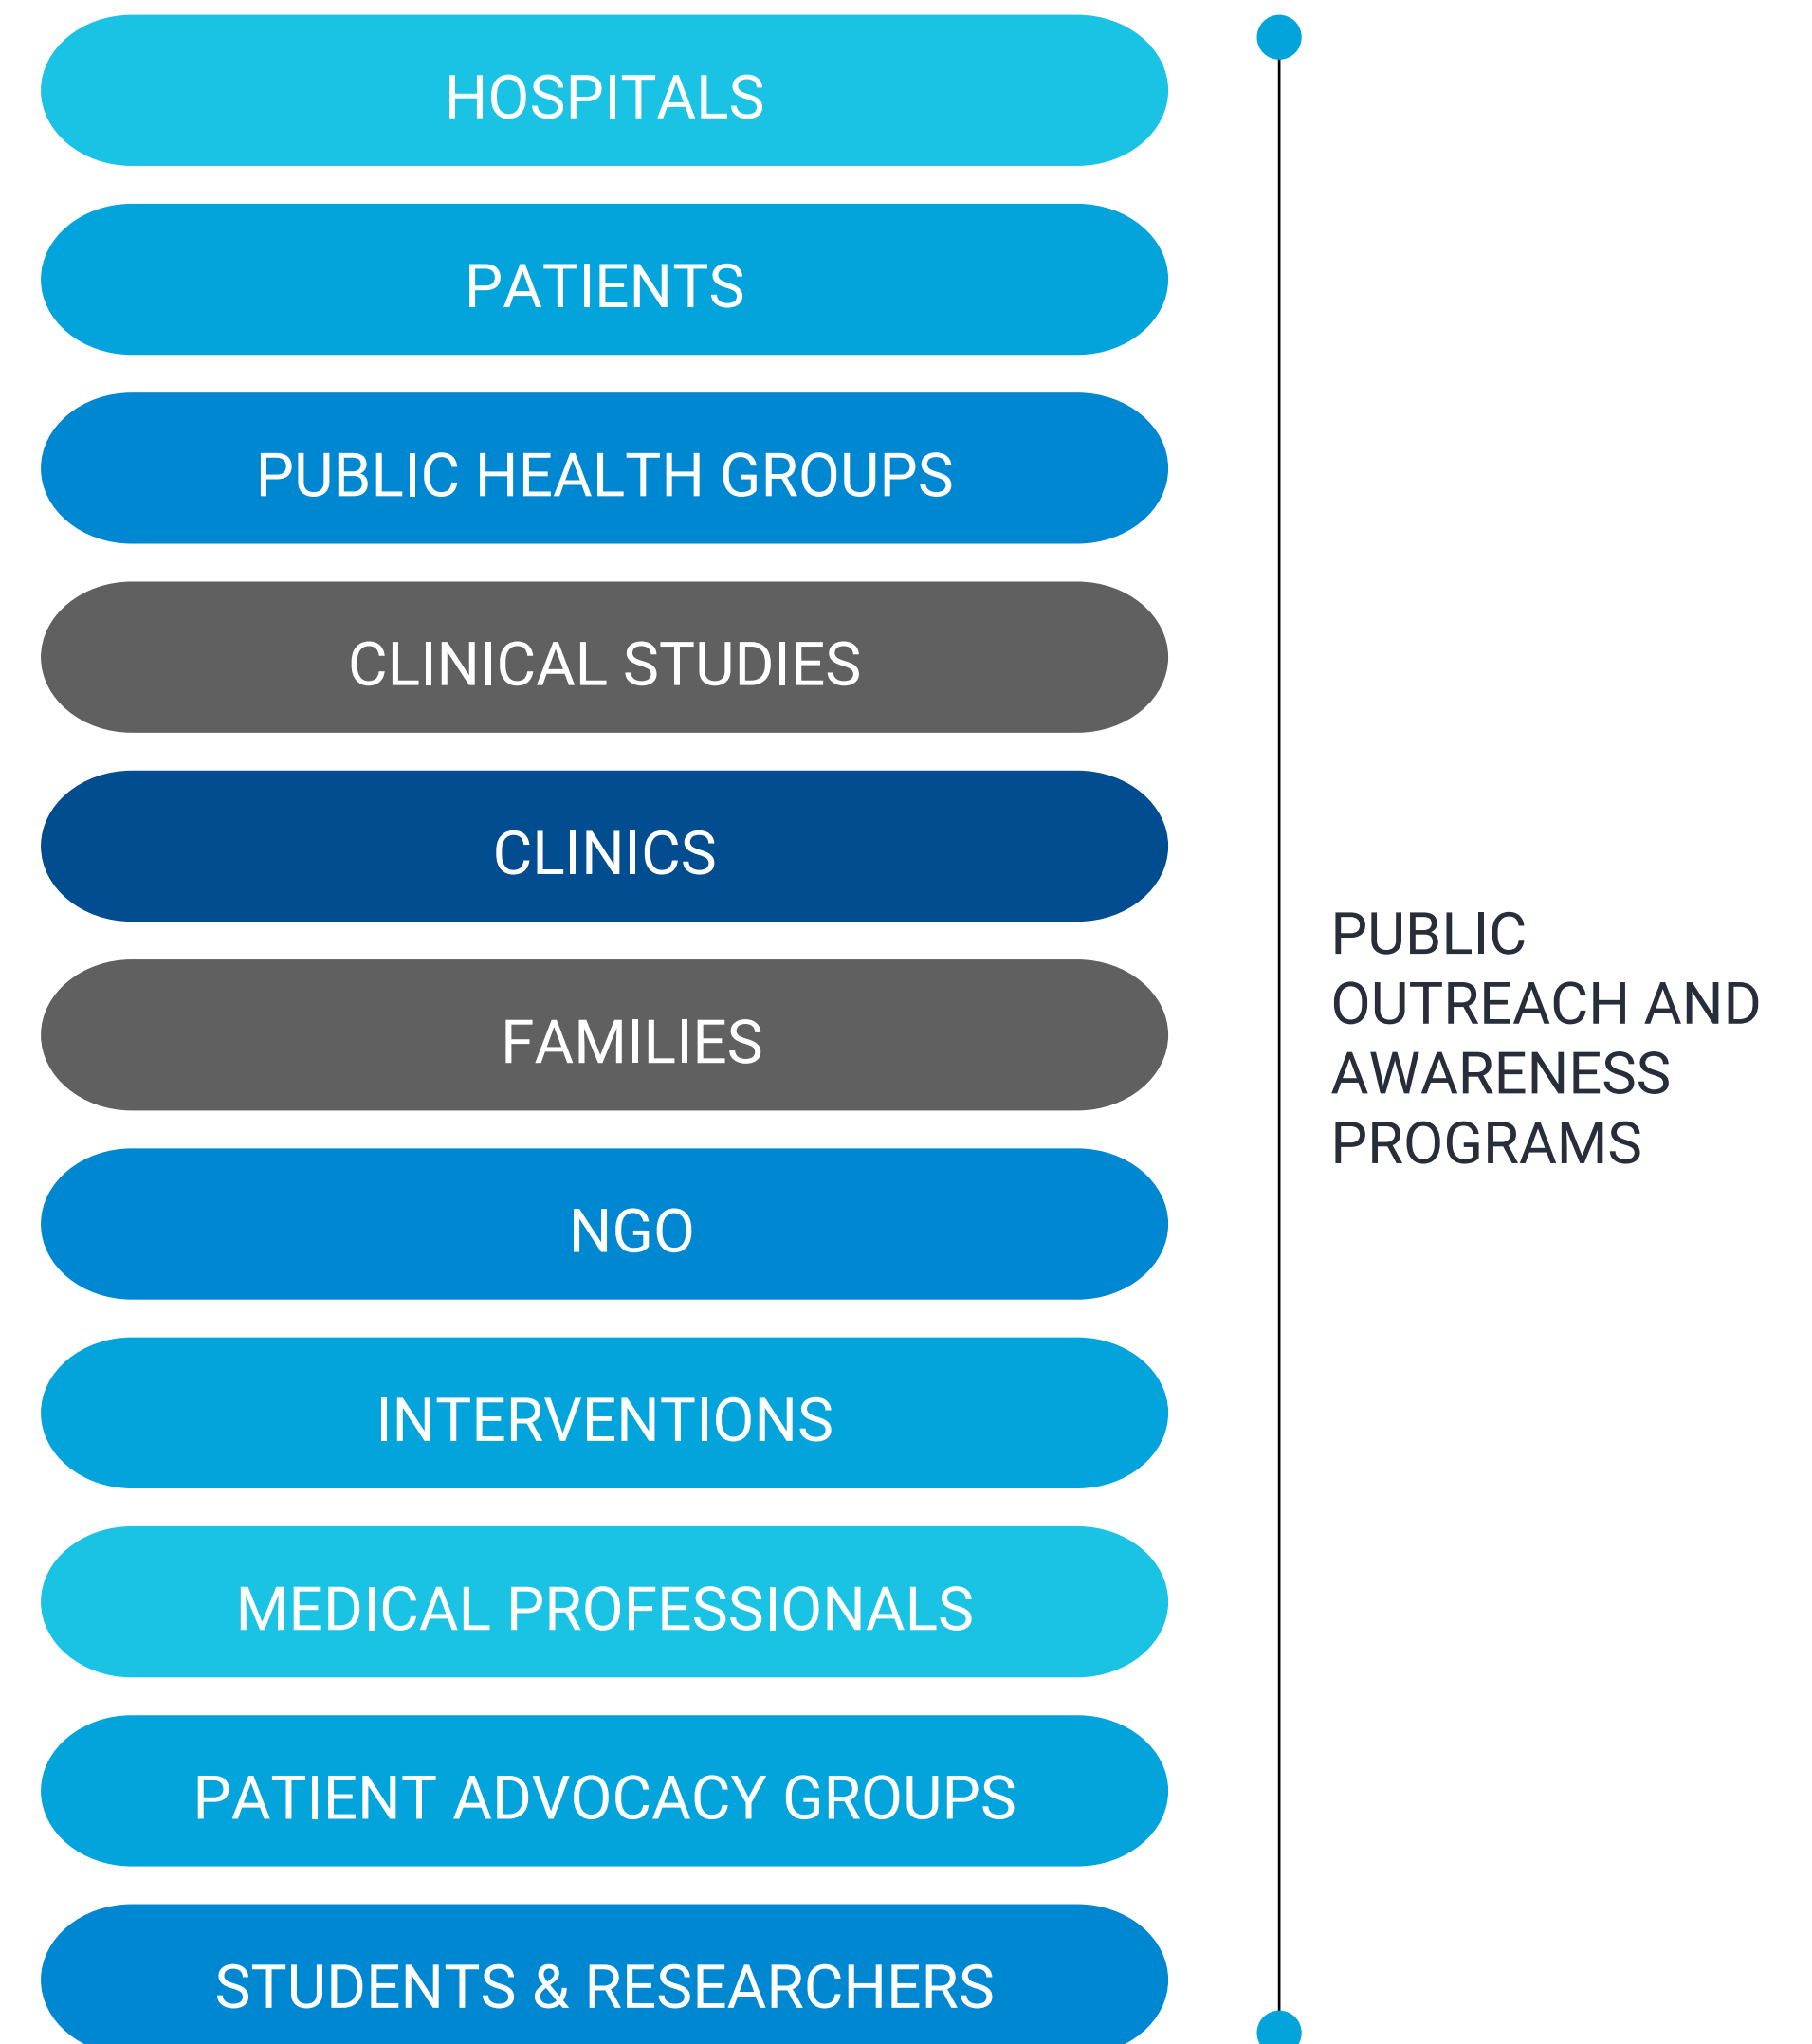 HOSPITALS
PATIENTS
PUBLIC HEALTH GROUPS
CLINICAL STUDIES
CLINICS
FAMILIES
NGO
INTERVENTIONS
MEDICAL PROFESSIONALS
PATIENT ADVOCACY GROUPS
STUDENTS & RESEARCHERS
PUBLIC
OUTREACH AND
AWARENESS
PROGRAMS